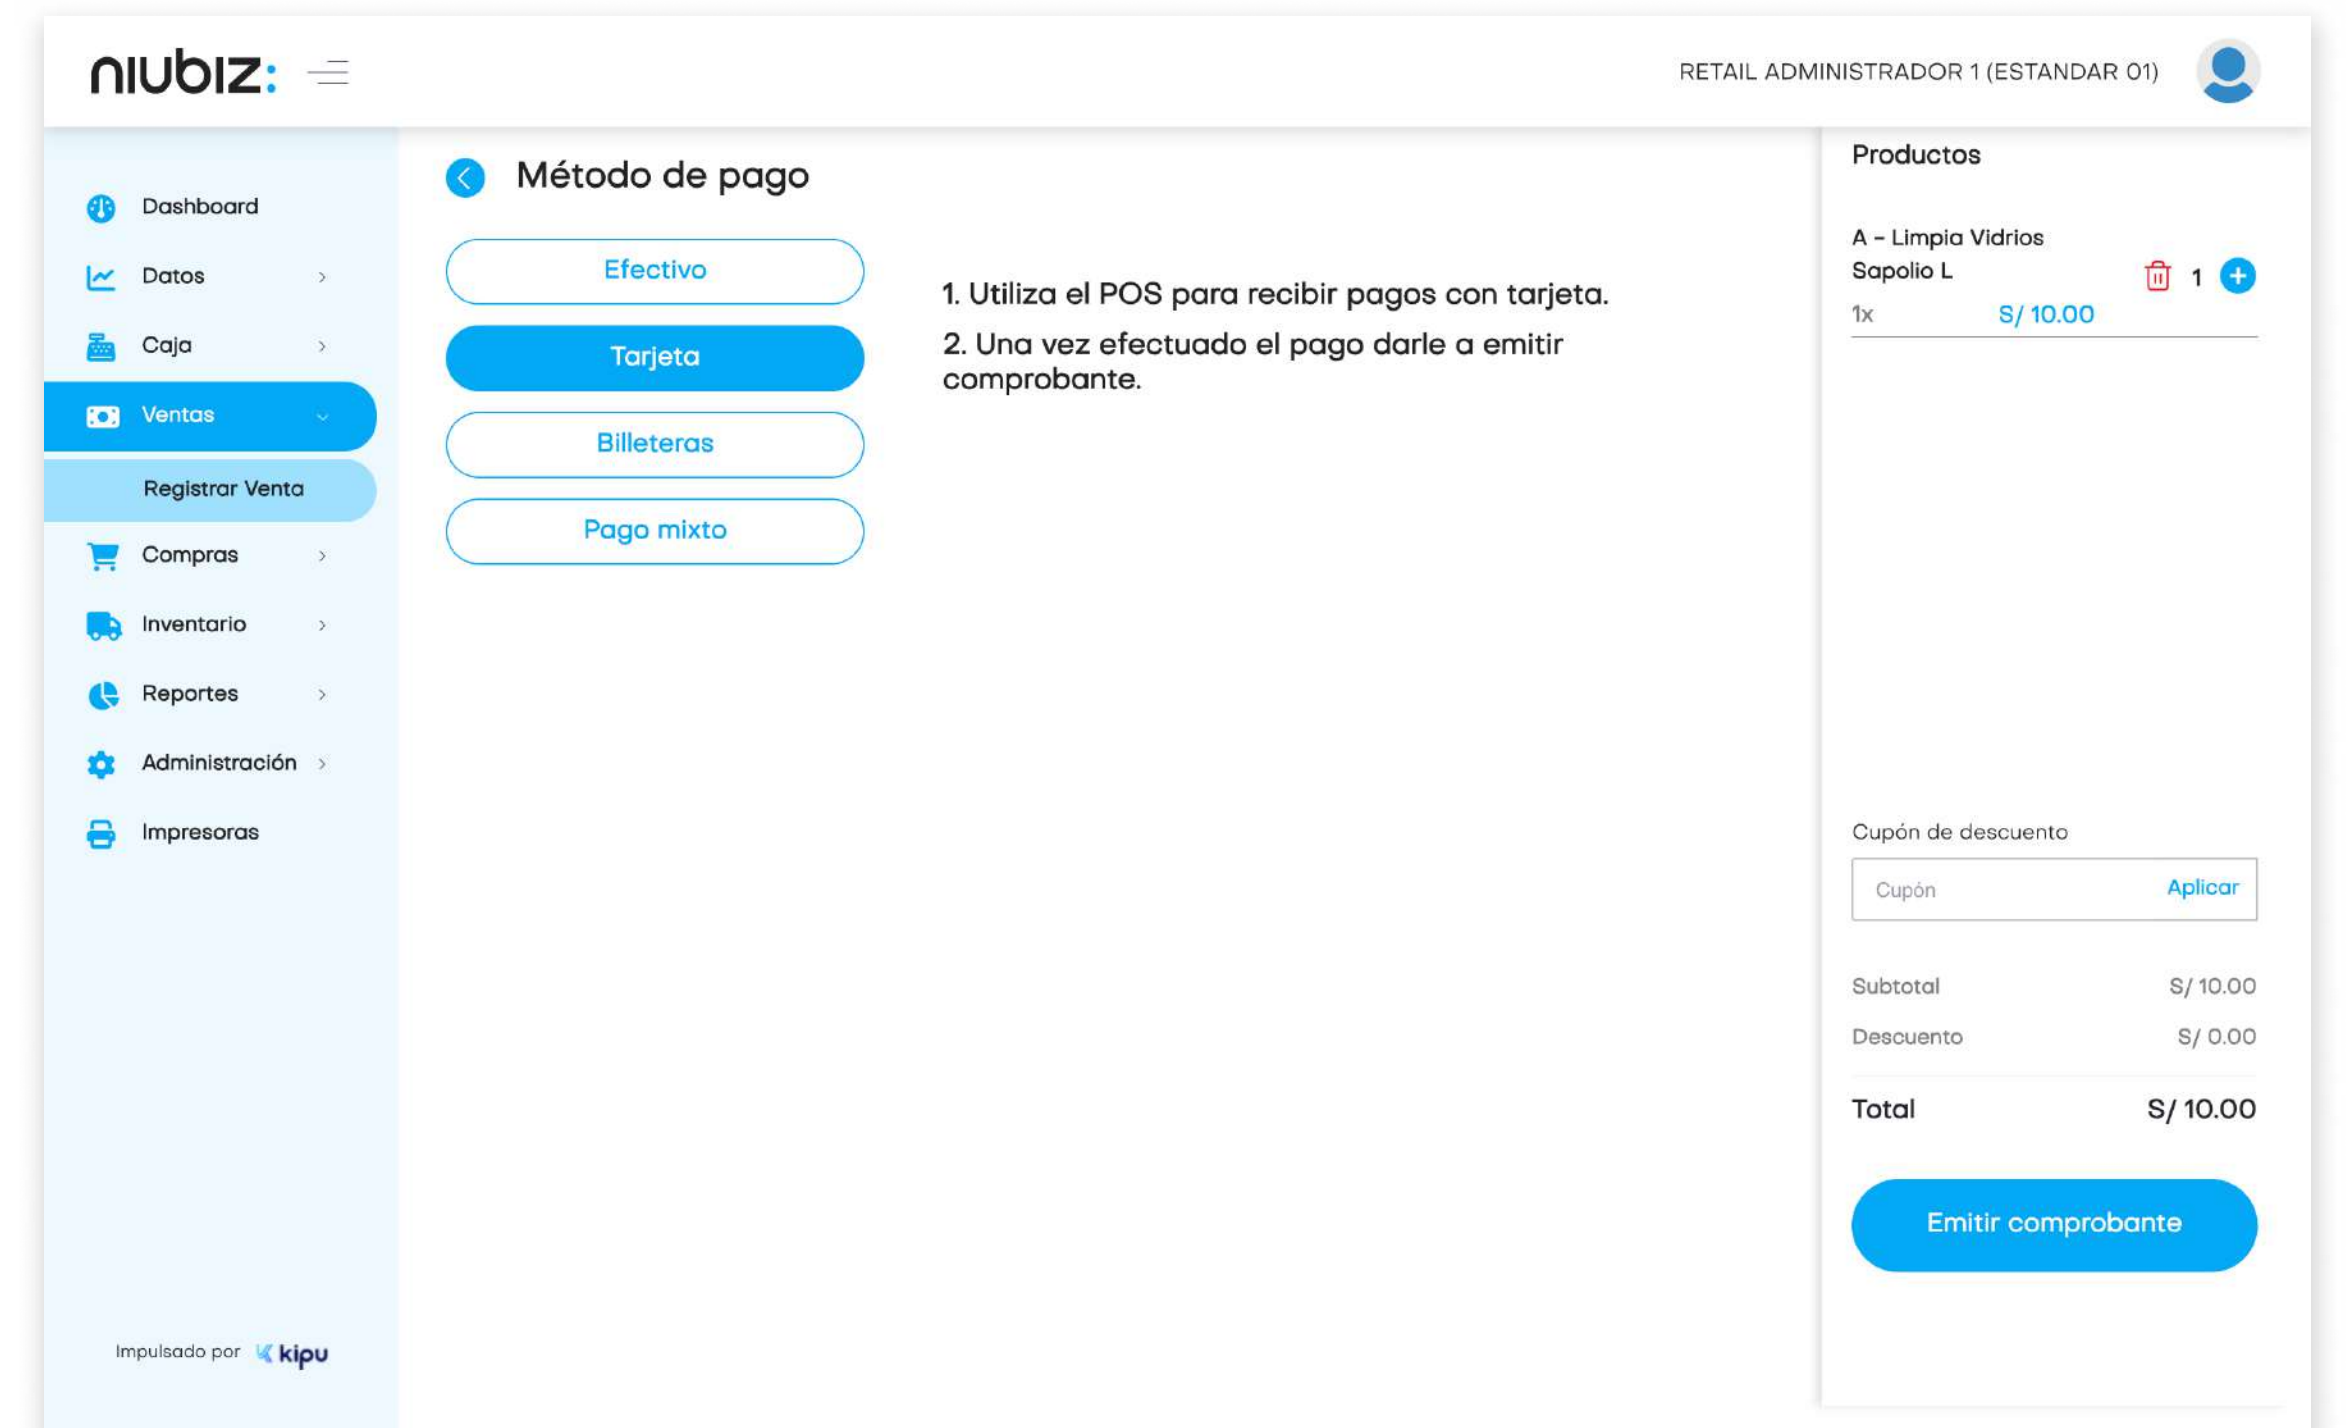 niubiz:
RETAIL ADMINISTRADOR 1 (ESTANDAR 01)
Dashboard
Datos
Caja
Ventas
Registrar Venta
Compras
Inventario
Reportes
Administración
Impresoras
Impulsado por kipu
Método de pago
Efectivo
Tarjeta
Billeteras
Pago mixto
1. Utiliza el POS para recibir pagos con tarjeta.
2. Una vez efectuado el pago darle a emitir
comprobante.
Productos
A - Limpia Vidrios
Sapolio L
1
1x S/ 10.00
Cupón de descuento
Cupón Aplicar
Subtotal S/ 10.00
Descuento S/ 0.00
Total S/ 10.00
Emitir comprobante